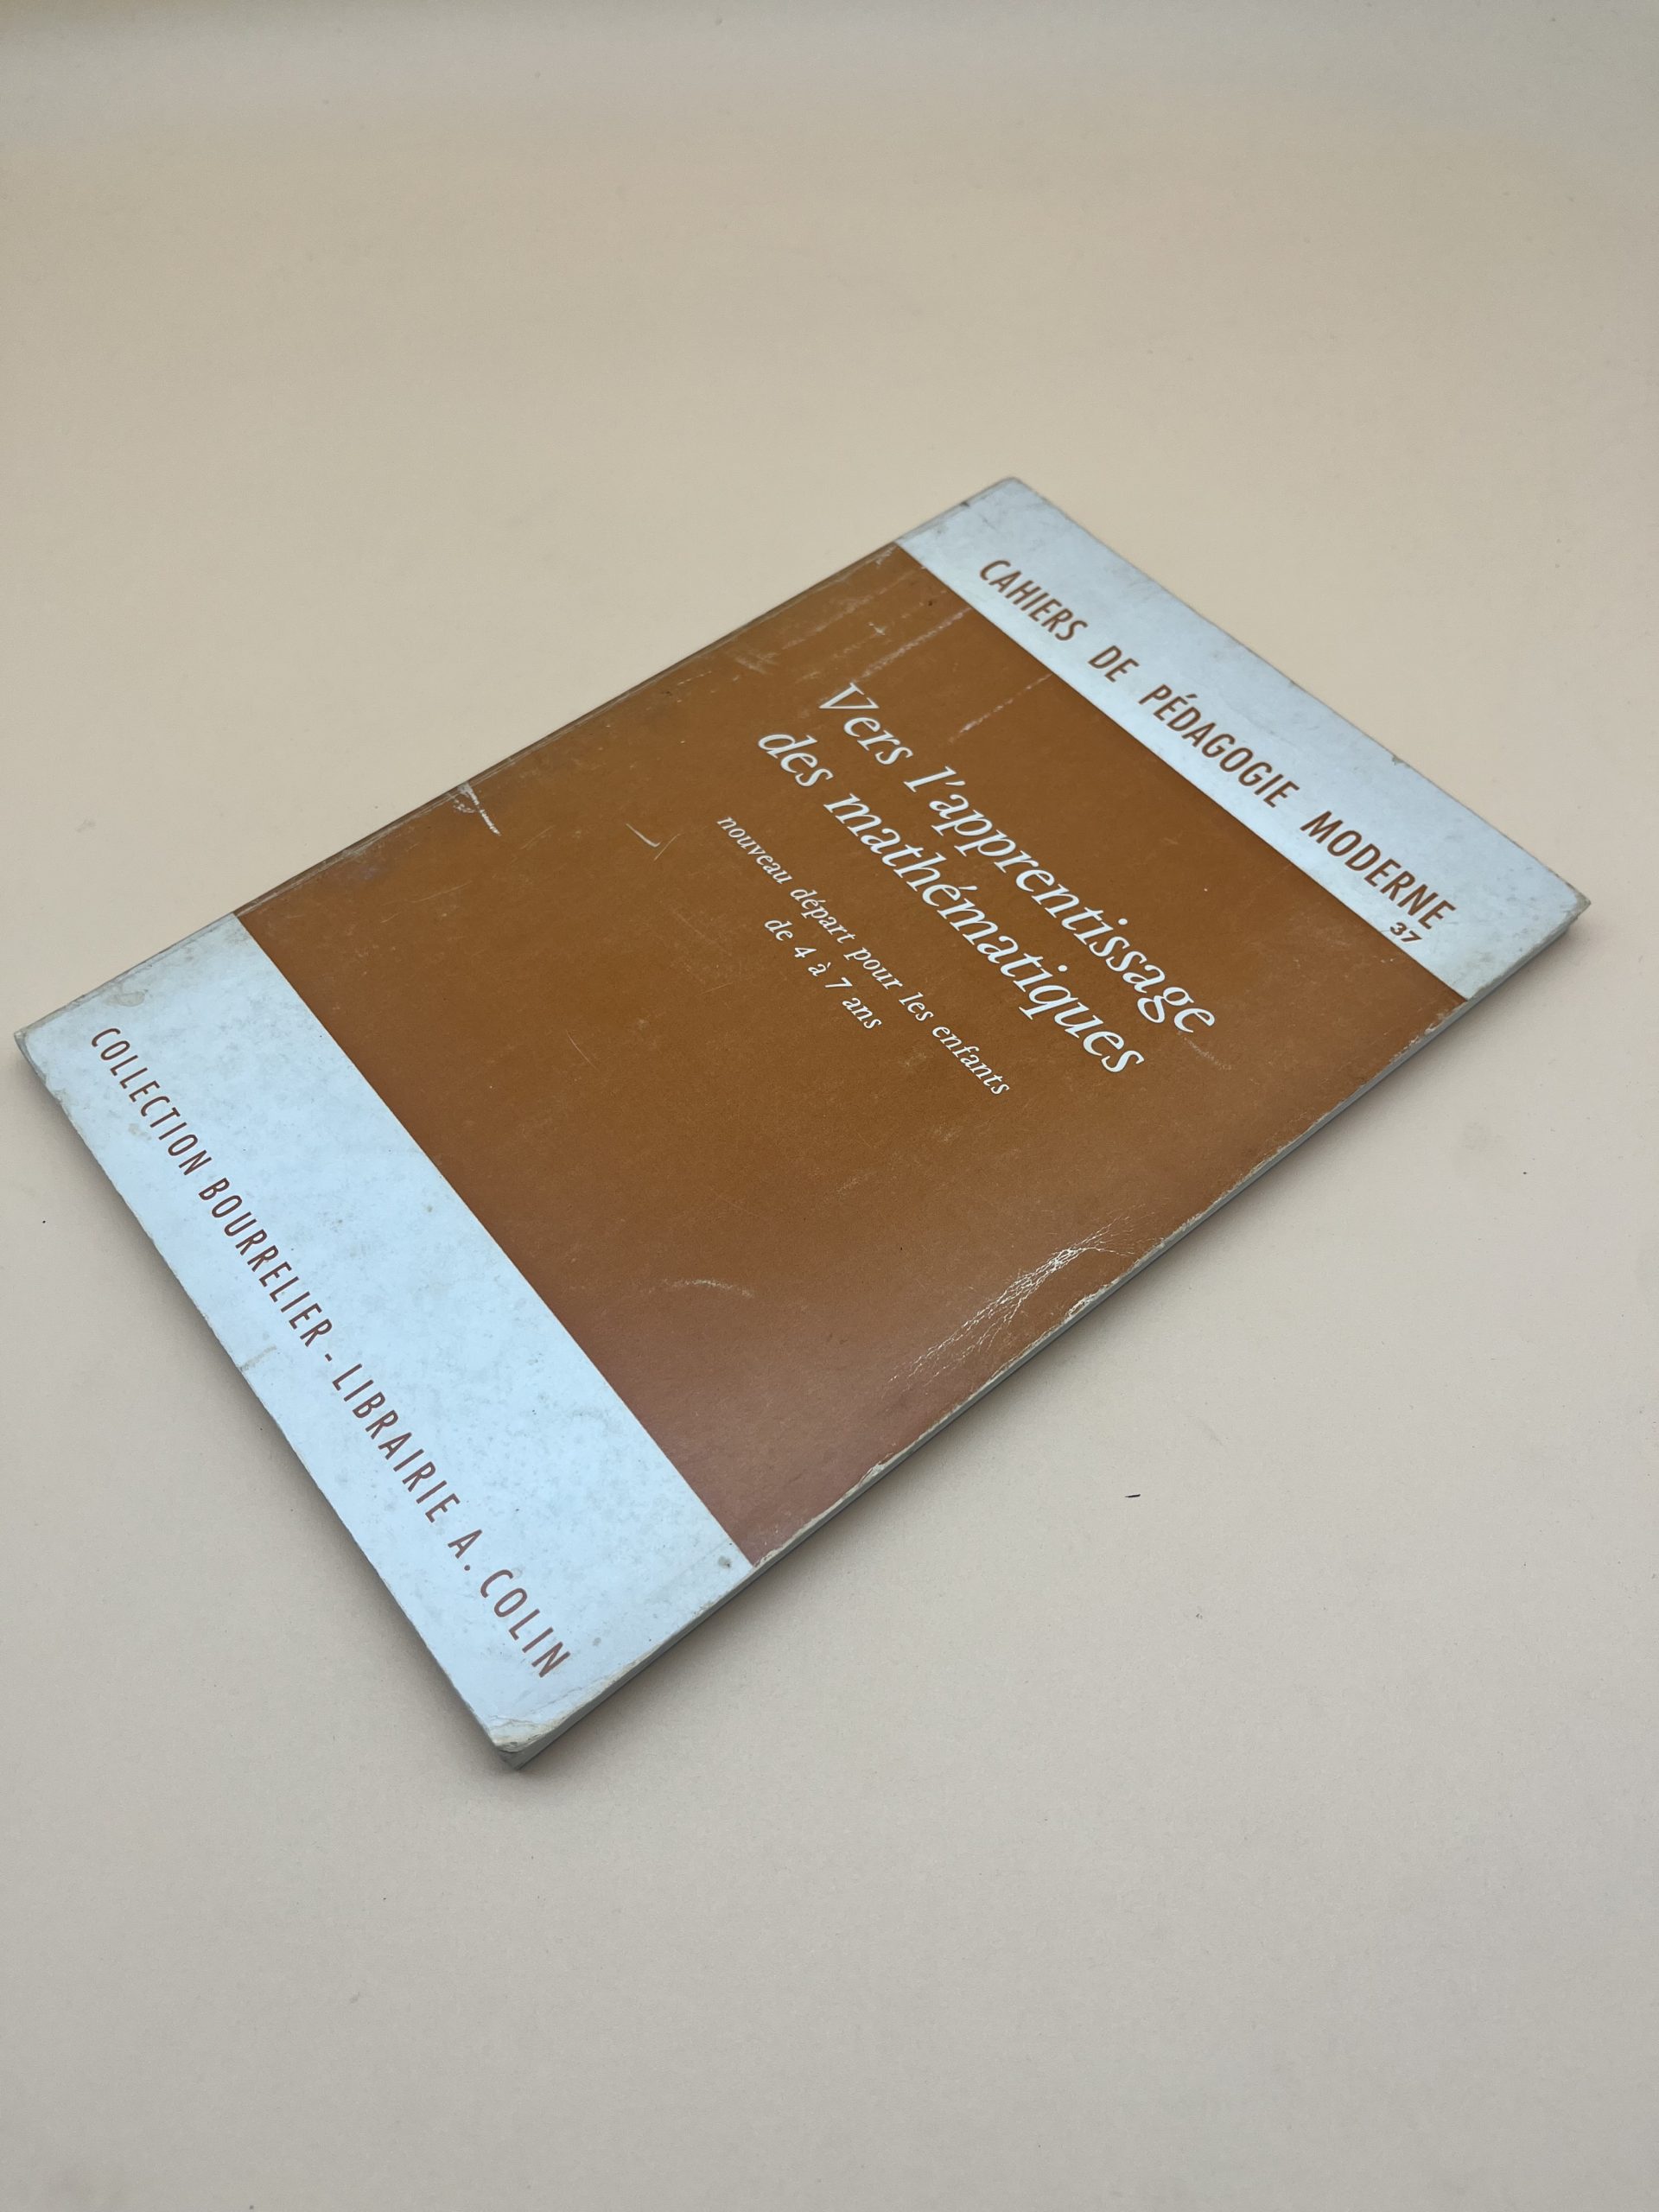 CAHIERS DE PÉDAGOGIE MODERNE
37
Vers l'apprentissage
des mathématiques
nouveau départ pour les enfants
de 4 à 7 ans
COLLECTION BOURRELIER - LIBRAIRIE A. COLIN